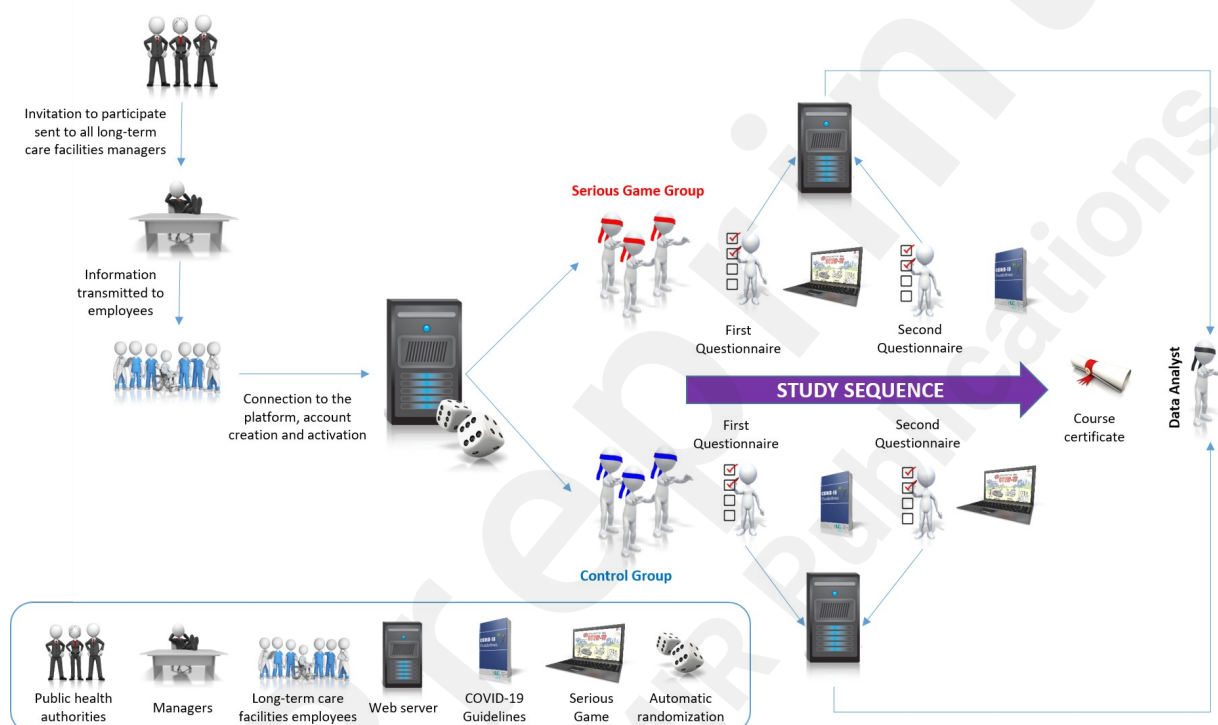 Invitation to participate
sent to all long-term
care facilities managers
Information
transmitted to
employees
Connection to the
platform, account
creation and activation
Serious Game Group
First
Questionnaire
Second
Questionnaire
STUDY SEQUENCE
Course
certificate
Data Analyst
First
Questionnaire
Second
Questionnaire
Control Group
Public health
authorities
Managers
Long-term care
facilities employees
Web server
COVID-19
Guidelines
Serious
Game
Automatic
randomization